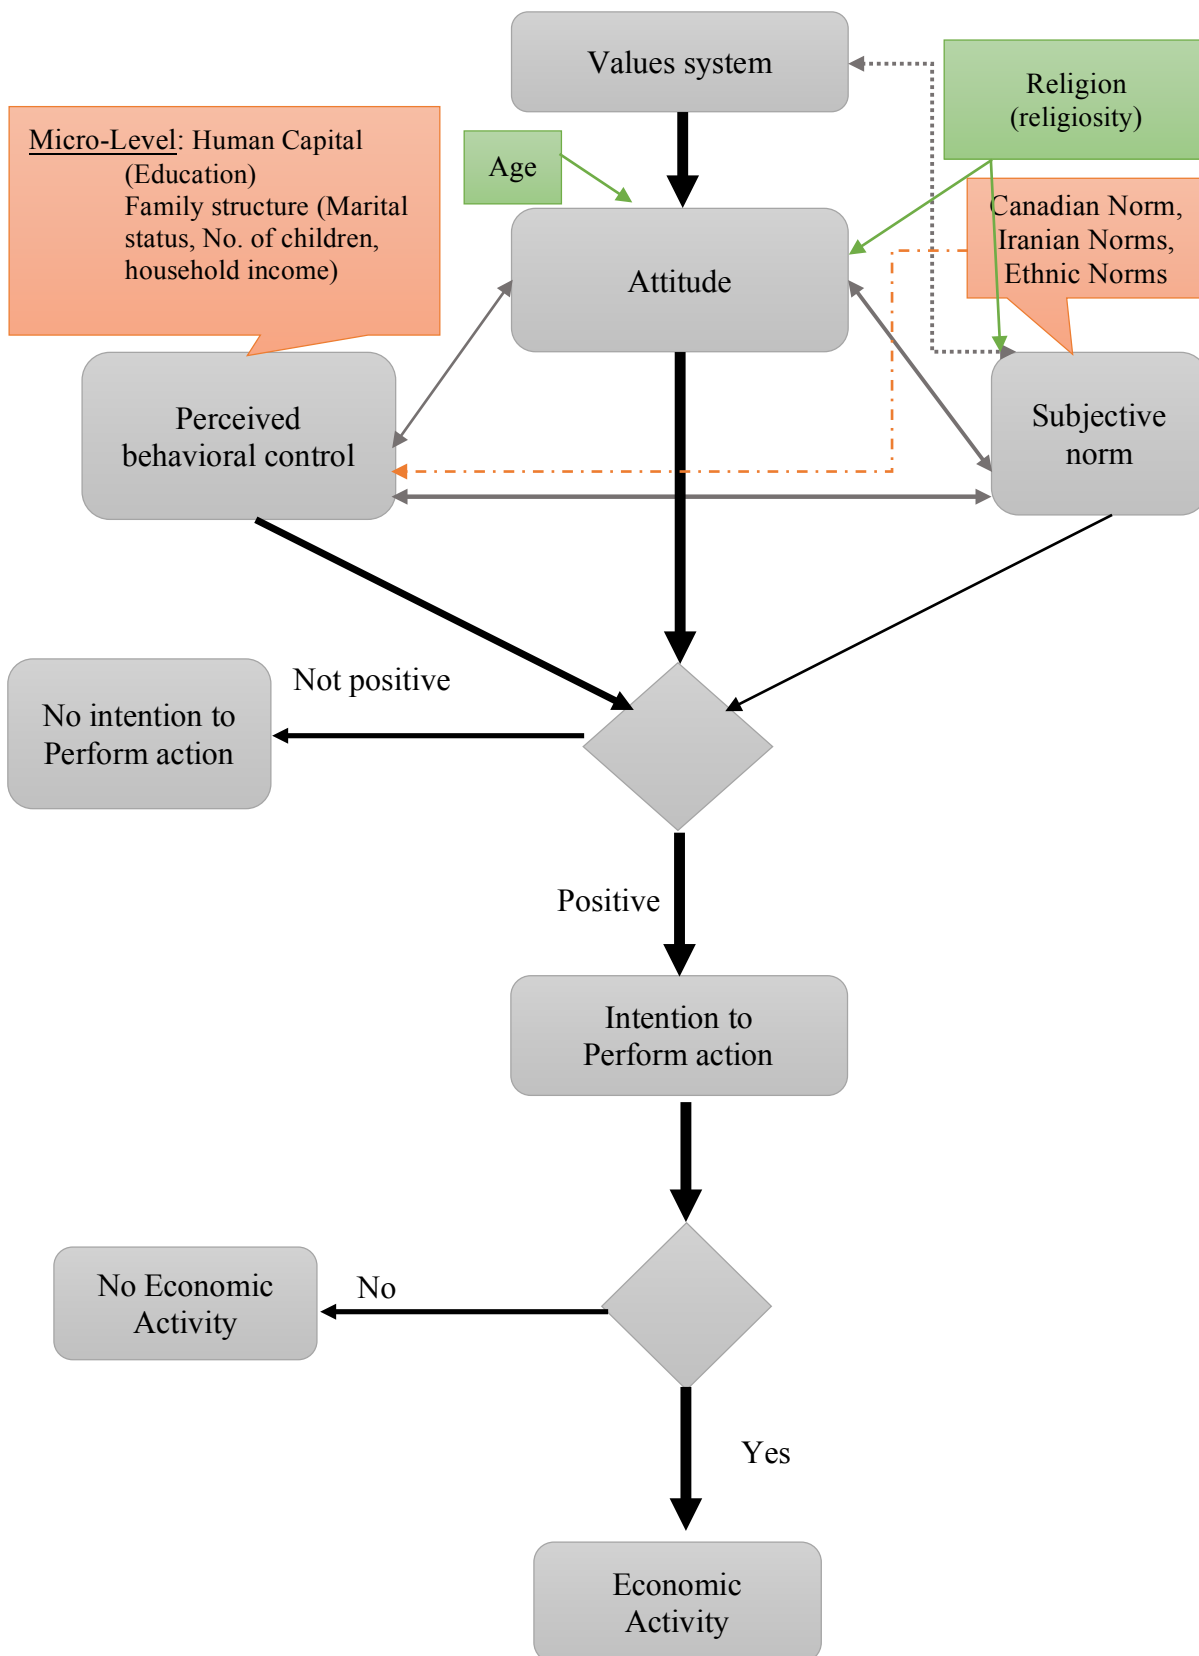 Values system
Religion
(religiosity)
Micro-Level: Human Capital
(Education)
Family structure (Marital
status, No. of children,
household income)
Age
Canadian Norm,
Iranian Norms,
Ethnic Norms
Attitude
Perceived
behavioral control
Subjective
norm
Not positive
No intention to
Perform action
Positive
Intention to
Perform action
No
No Economic
Activity
Yes
Economic
Activity